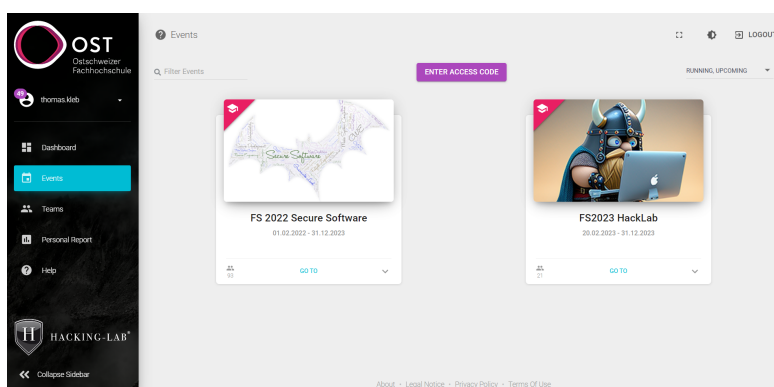 OST
Ostschweizer
Fachhochschule
49
thomas.kleb
Dashboard
Events
Teams
Personal Report
Help
H HACKING-LAB®
Collapse Sidebar
Events
LOGOUT
Filter Events
ENTER ACCESS CODE
RUNNING, UPCOMING
Secure Software
FS 2022 Secure Software
01.02.2022 - 31.12.2023
93
GO TO
FS2023 HackLab
20.02.2023 - 31.12.2023
21
GO TO
About - Legal Notice - Privacy Policy - Terms Of Use